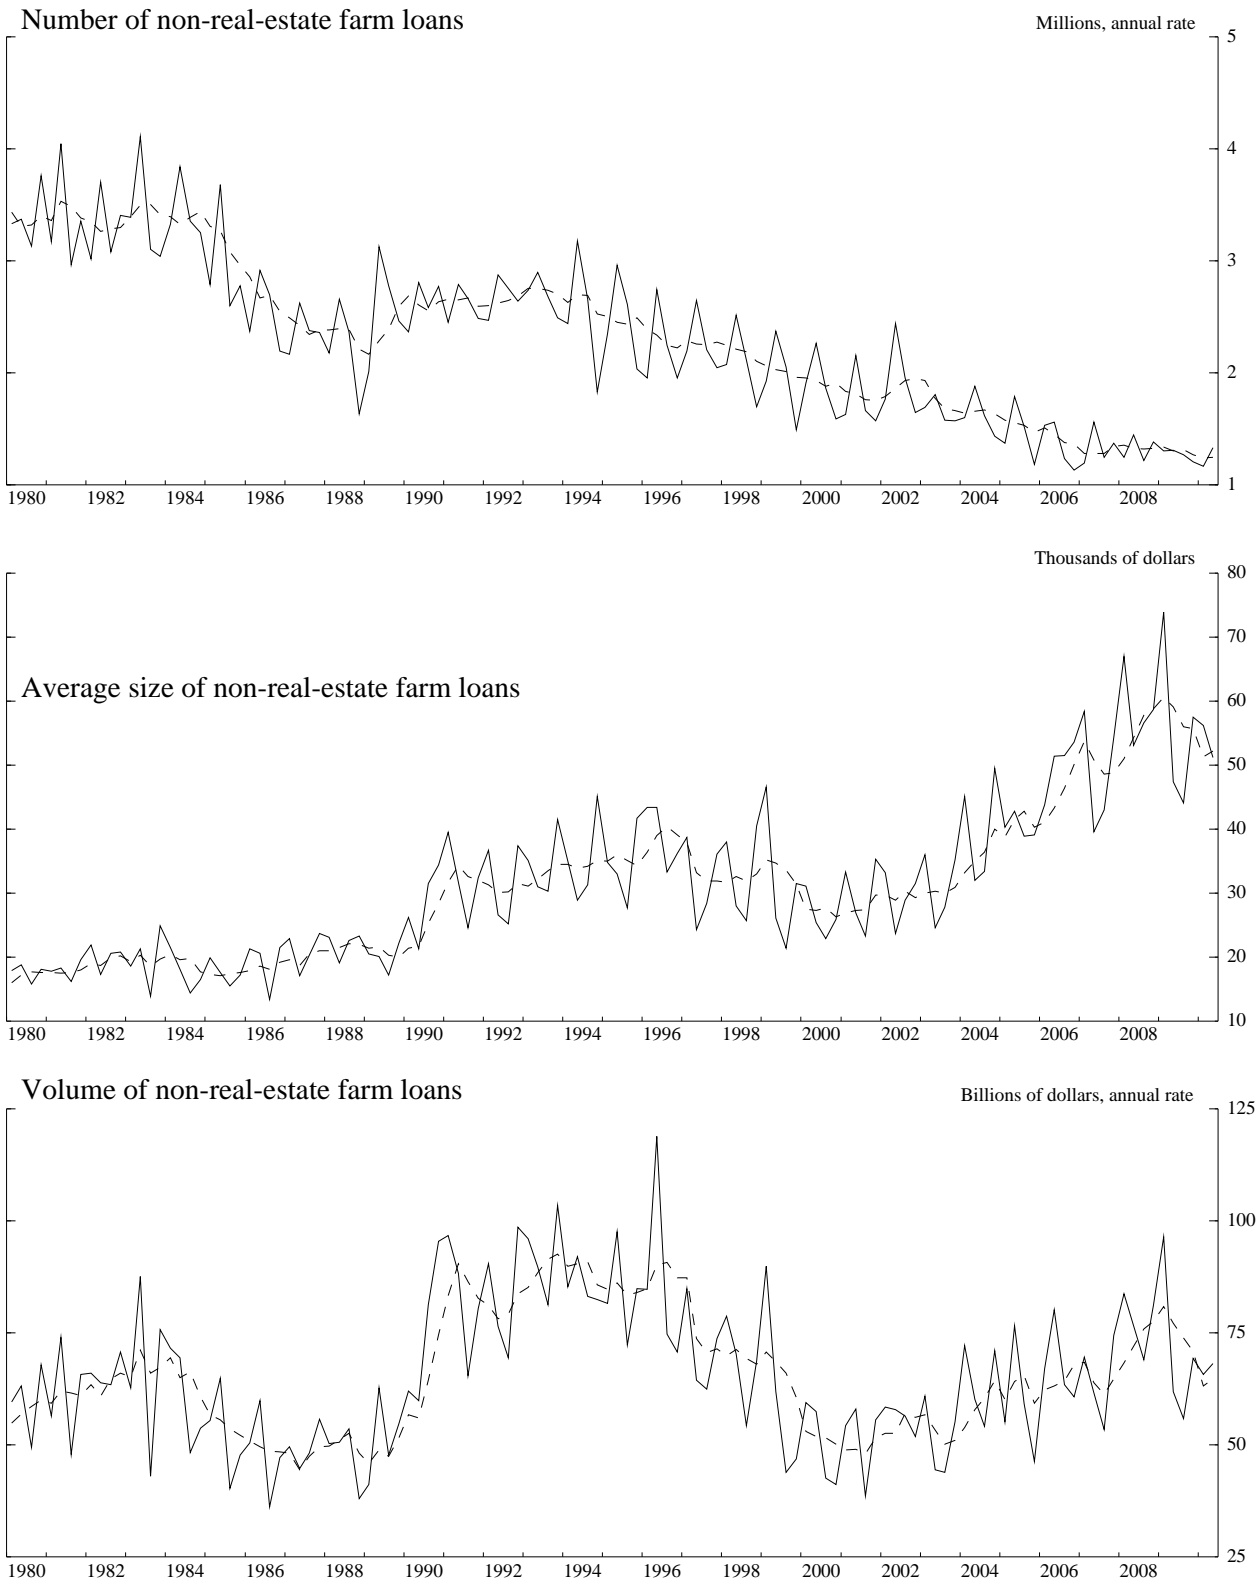 Number of non-real-estate farm loans
Millions, annual rate
5
4
3
2
1
1980 1982 1984 1986 1988 1990 1992 1994 1996 1998 2000 2002 2004 2006 2008
Thousands of dollars
80
70
Average size of non-real-estate farm loans
60
50
40
30
20
10
1980 1982 1984 1986 1988 1990 1992 1994 1996 1998 2000 2002 2004 2006 2008
Volume of non-real-estate farm loans
Billions of dollars, annual rate
125
100
75
50
25
1980 1982 1984 1986 1988 1990 1992 1994 1996 1998 2000 2002 2004 2006 2008